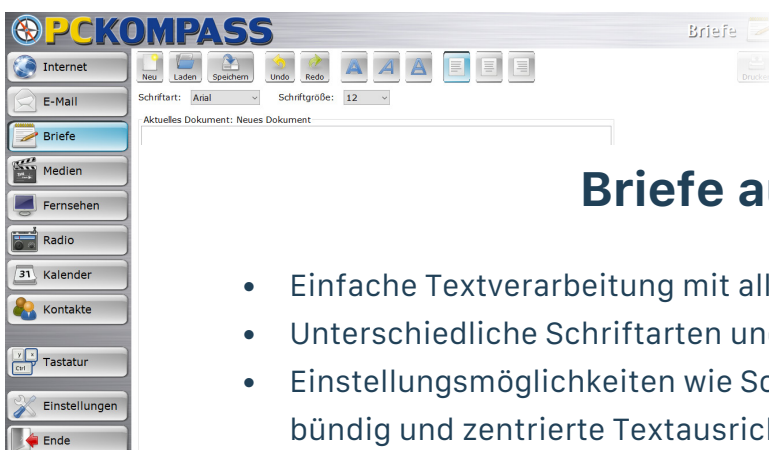 PCKOMPASS
Briefe
Internet
E-Mail
Briefe
Medien
Fernsehen
Radio
31 Kalender
Kontakte
Tastatur
Einstellungen
Ende
Neu Laden Speichern Undo Redo A A A
Drucken
Schriftart: Arial Schriftgröße: 12
Aktuelles Dokument: Neues Dokument
Briefe a
Einfache Textverarbeitung mit all
Unterschiedliche Schriftarten un
Einstellungsmöglichkeiten wie Sc
bündig und zentrierte Textausric